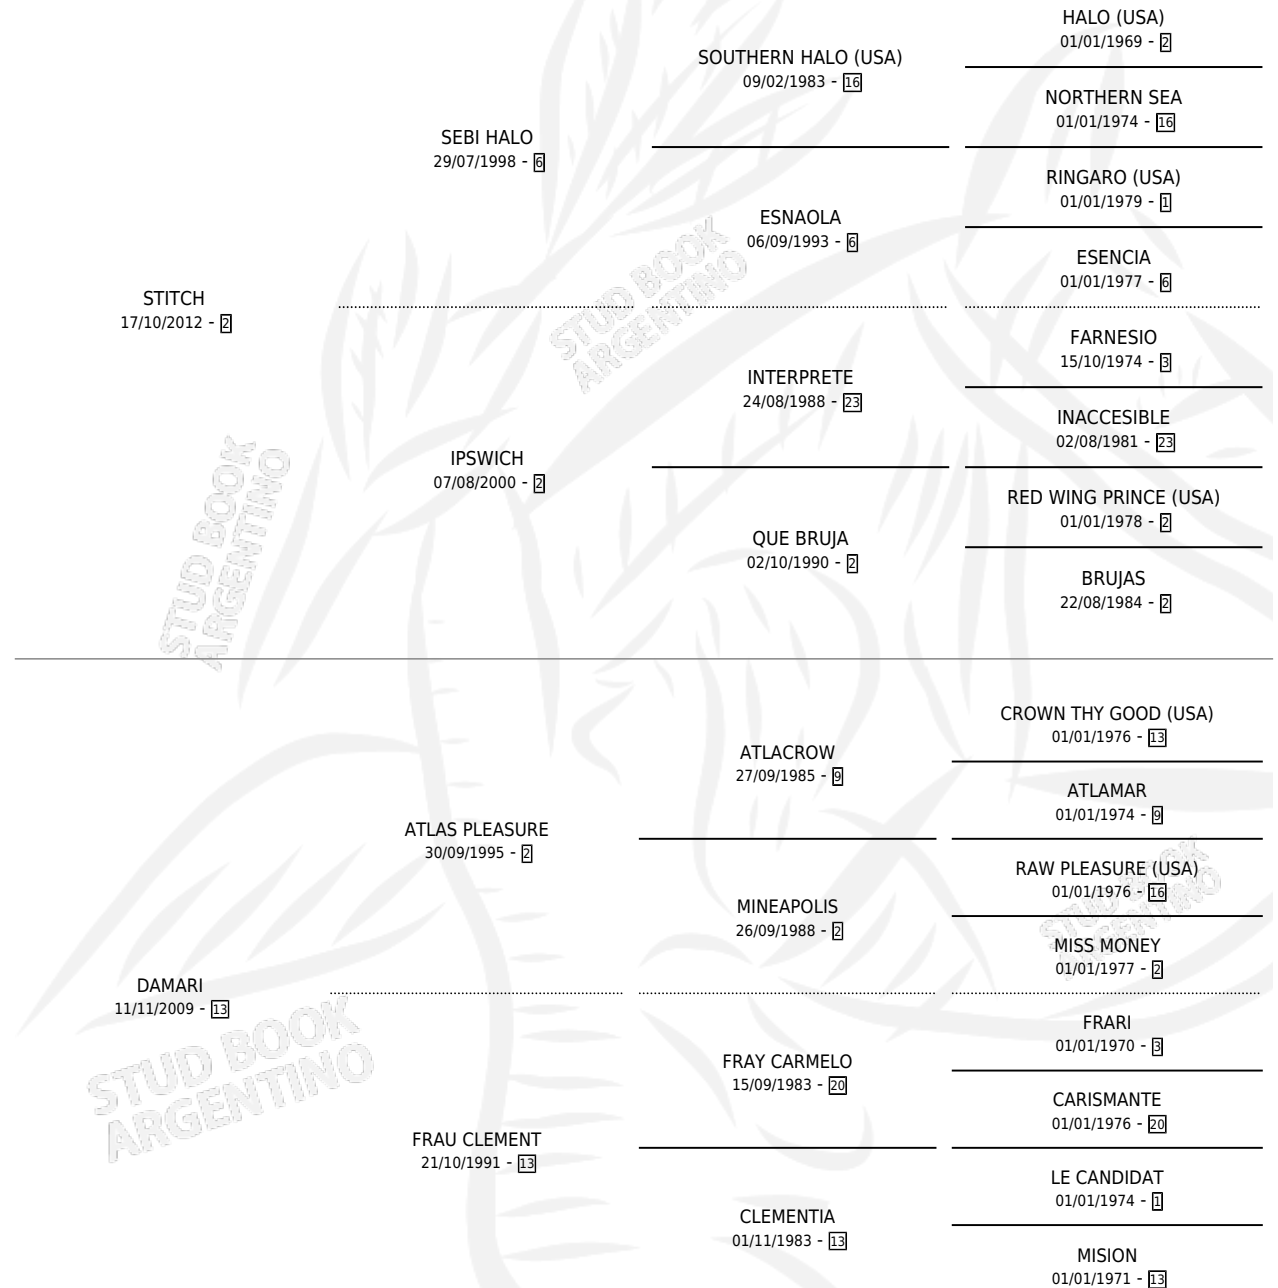 HALO (USA)
01/01/1969 - 2
SOUTHERN HALO (USA)
09/02/1983 - 16
NORTHERN SEA
01/01/1974 - 16
SEBI HALO
29/07/1998 - 6
RINGARO (USA)
01/01/1979 - 1
ESNAOLA
06/09/1993 - 6
ESENCIA
01/01/1977 - 6
STITCH
17/10/2012 - 2
FARNESIO
15/10/1974 - 3
INTERPRETE
24/08/1988 - 23
INACCESIBLE
02/08/1981 - 23
IPSWICH
07/08/2000 - 2
RED WING PRINCE (USA)
01/01/1978 - 2
QUE BRUJA
02/10/1990 - 2
BRUJAS
22/08/1984 - 2
STUD BOOK
ARGENTINO
STUD BOOK
ARGENTINO
CROWN THY GOOD (USA)
01/01/1976 - 13
ATLACROW
27/09/1985 - 9
ATLAMAR
01/01/1974 - 9
ATLAS PLEASURE
30/09/1995 - 2
RAW PLEASURE (USA)
01/01/1976 - 16
MINEAPOLIS
26/09/1988 - 2
MISS MONEY
01/01/1977 - 2
DAMARI
11/11/2009 - 13
FRARI
01/01/1970 - 3
FRAY CARMELO
15/09/1983 - 20
CARISMANTE
01/01/1976 - 20
FRAU CLEMENT
21/10/1991 - 13
LE CANDIDAT
01/01/1974 - 1
CLEMENTIA
01/11/1983 - 13
MISION
01/01/1971 - 13
STUD BOOK
ARGENTINO
STUD BOOK
ARGENTINO